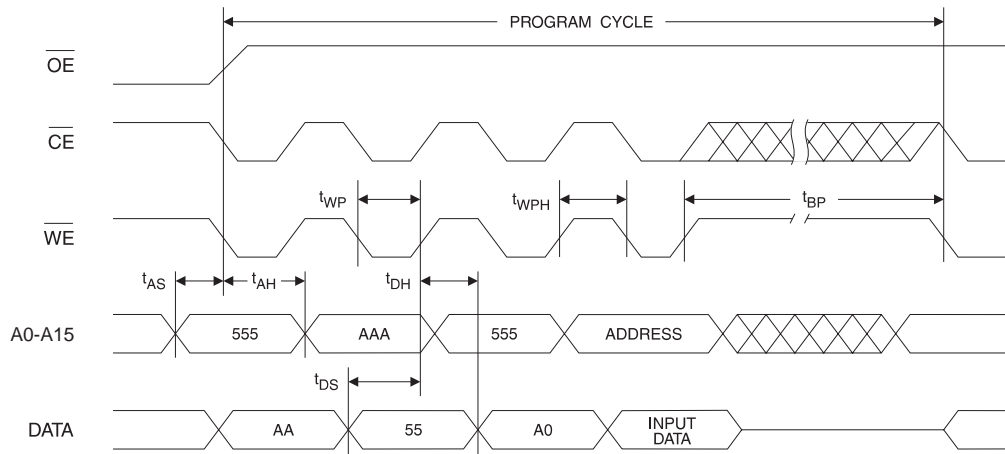 PROGRAM CYCLE
OE
CE
tWP
tWPH
tBP
WE
tAS
tAH
tDH
A0-A15
555
AAA
555
ADDRESS
tDS
DATA
AA
55
A0
INPUT
DATA